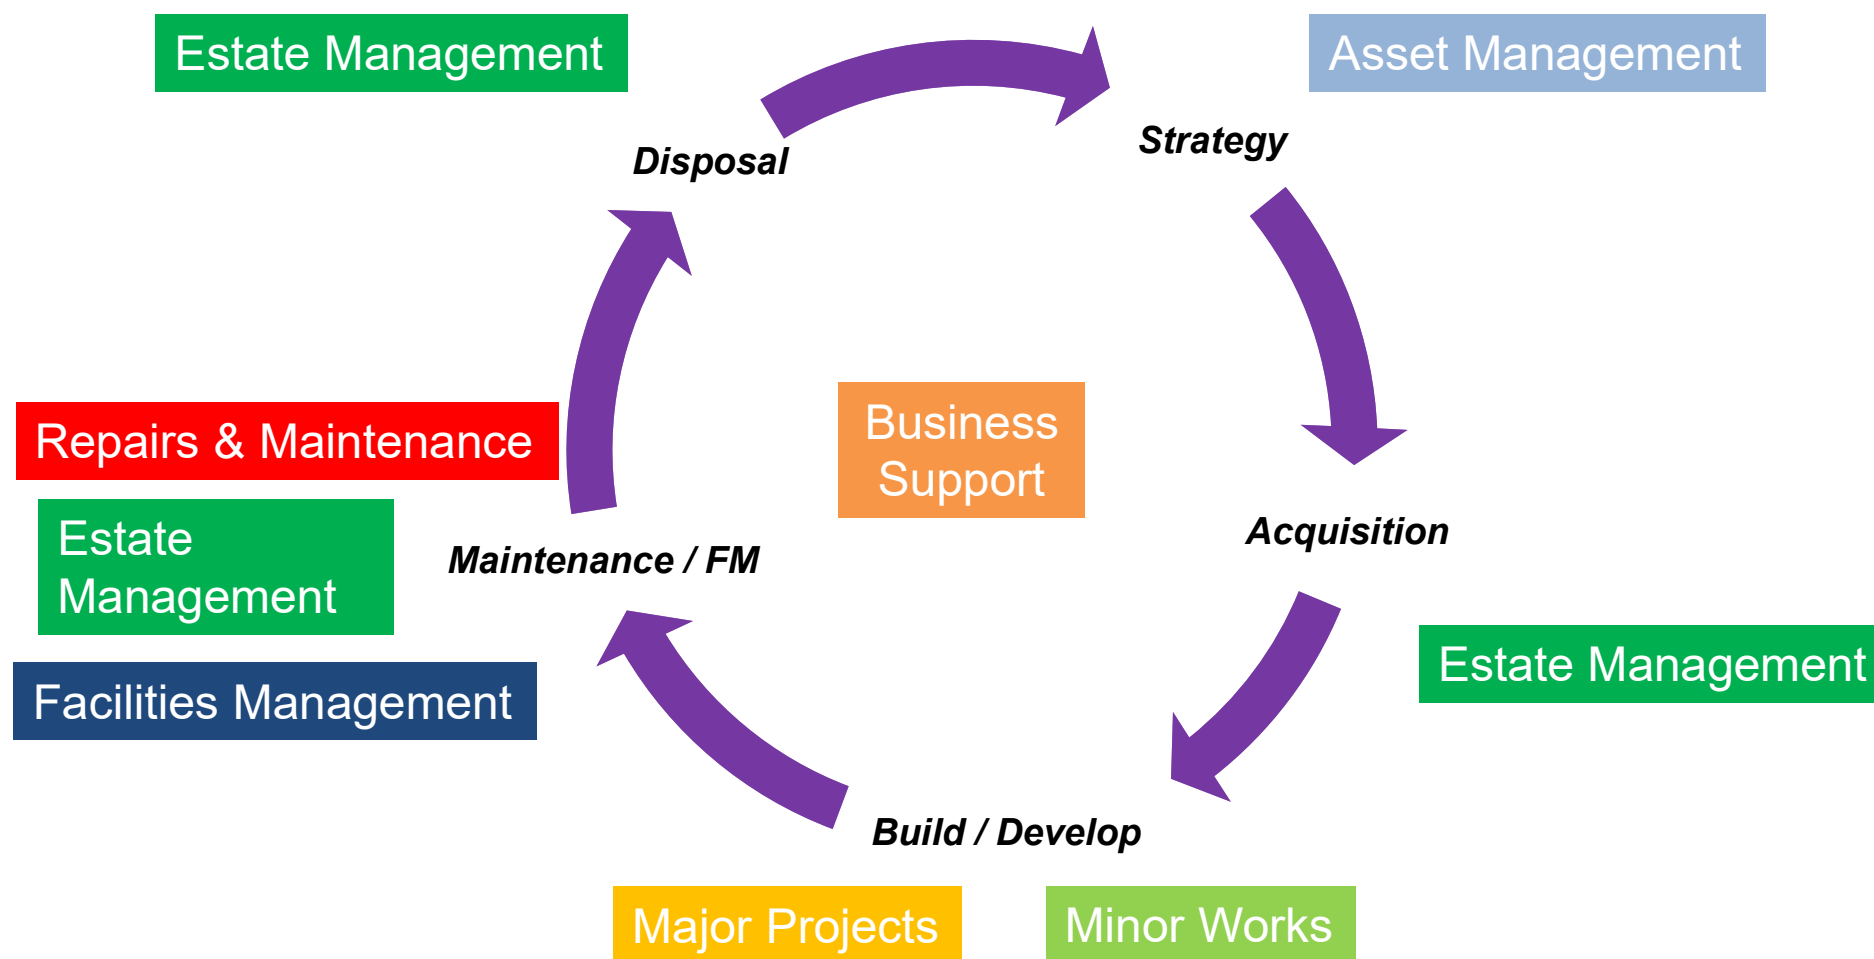 Estate Management
Asset Management
Strategy
Disposal
Business
Support
Repairs & Maintenance
Estate
Management
Acquisition
Maintenance / FM
Estate Management
Facilities Management
Build / Develop
Major Projects
Minor Works